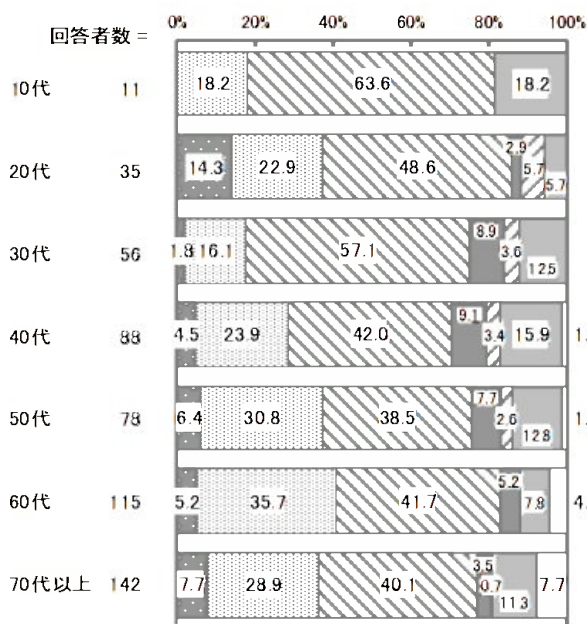 0% 20% 40% 60% 80% 100%
回答者数 =
10代 11 18.2 63.6 18.2
20代 35 14.3 22.9 48.6 2.9 5.7 5.7
30代 56 1.8 16.1 57.1 8.9 3.6 12.5
40代 88 4.5 23.9 42.0 9.1 3.4 15.9 1.
50代 78 6.4 30.8 38.5 7.7 2.6 12.8 1.
60代 115 5.2 35.7 41.7 5.2 7.8 4.
70代以上 142 7.7 28.9 40.1 3.5 0.7 11.3 7.7